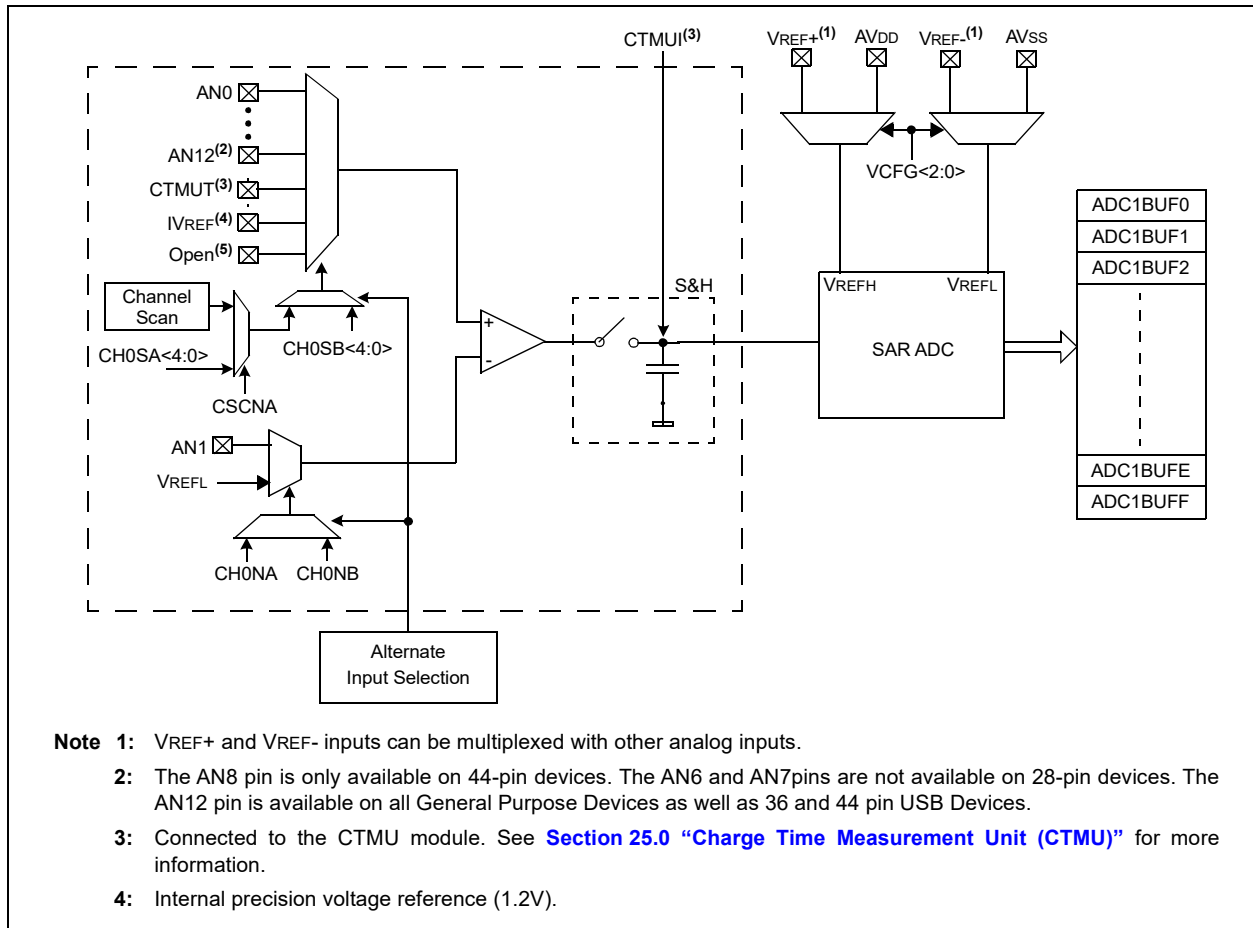 CTMUI(3)
VREF+(1) AVDD VREF-(1) AVSS
AN0
AN12(2)
CTMUT(3)
IVREF(4)
Open(5)
VCFG<2:0>
ADC1BUF0
ADC1BUF1
ADC1BUF2
Channel
Scan
S&H
VREFH VREFL
CH0SA<4:0>
CH0SB<4:0>
+
-
SAR ADC
CSCNA
AN1
VREFL
ADC1BUFE
ADC1BUFF
CH0NA CH0NB
Alternate
Input Selection
Note 1: VREF+ and VREF- inputs can be multiplexed with other analog inputs.
2: The AN8 pin is only available on 44-pin devices. The AN6 and AN7pins are not available on 28-pin devices. The
AN12 pin is available on all General Purpose Devices as well as 36 and 44 pin USB Devices.
3: Connected to the CTMU module. See Section 25.0 “Charge Time Measurement Unit (CTMU)” for more
information.
4: Internal precision voltage reference (1.2V).